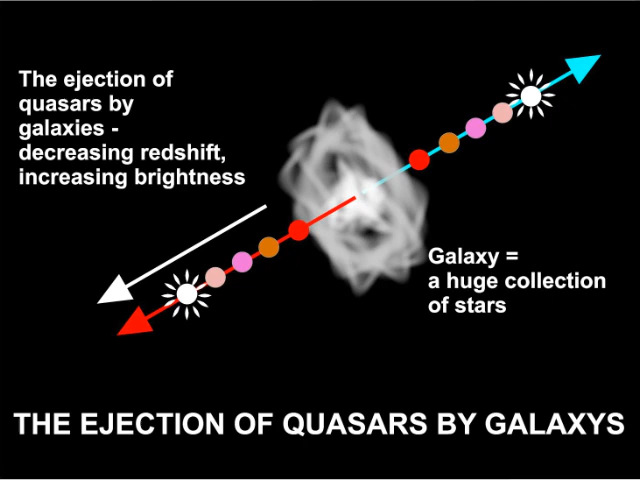 The ejection of
quasars by
galaxies -
decreasing redshift,
increasing brightness
Galaxy =
a huge collection
of stars
THE EJECTION OF QUASARS BY GALAXYS